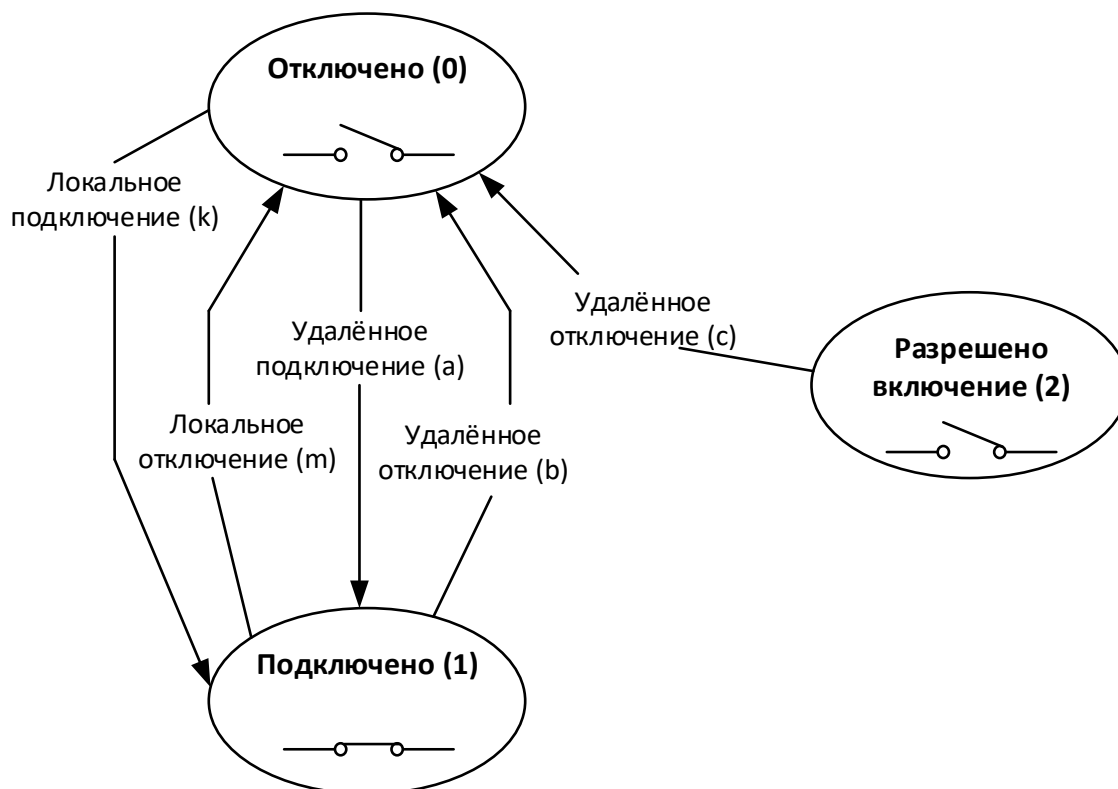 Отключено (0)
Локальное
подключение (k)
Удалённое
подключение (a)
Локальное
отключение (m)
Удалённое
отключение (b)
Удалённое
отключение (c)
Разрешено
включение (2)
Подключено (1)